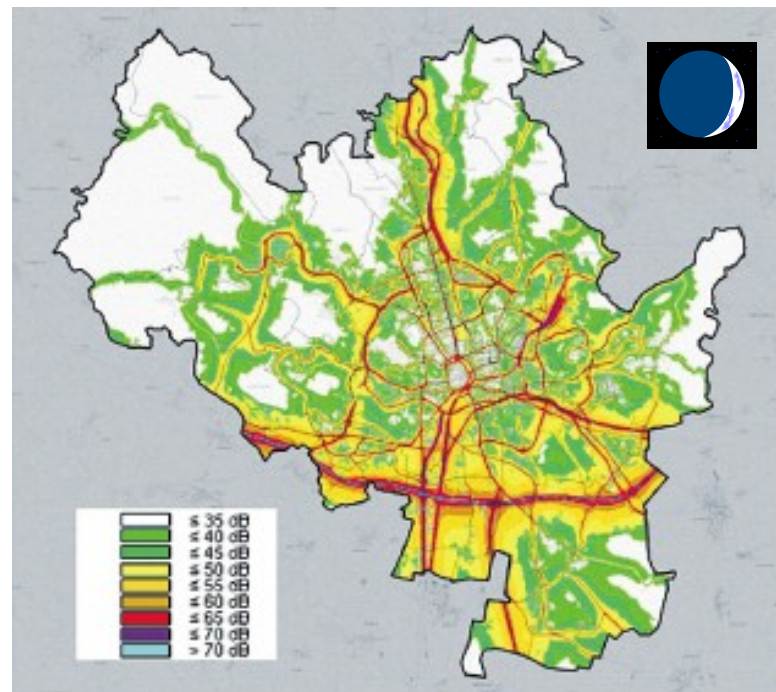 ≤ 35 dB
≤ 40 dB
≤ 45 dB
≤ 50 dB
≤ 55 dB
≤ 60 dB
≤ 65 dB
≤ 70 dB
> 70 dB